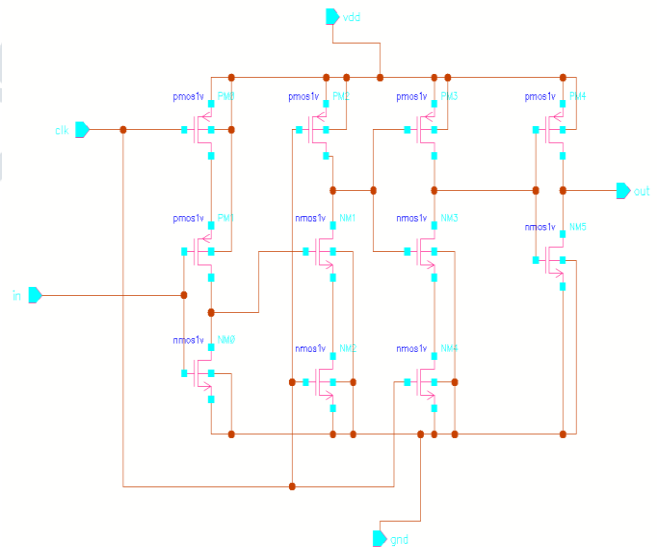 vdd
pmos1v PM0
pmos1v PM2
pmos1v PM3
pmos1v PM4
clk
out
pmos1v PM1
nmos1v NM1
nmos1v NM3
nmos1v NM5
in
nmos1v NM0
nmos1v NM2
nmos1v NM4
gnd